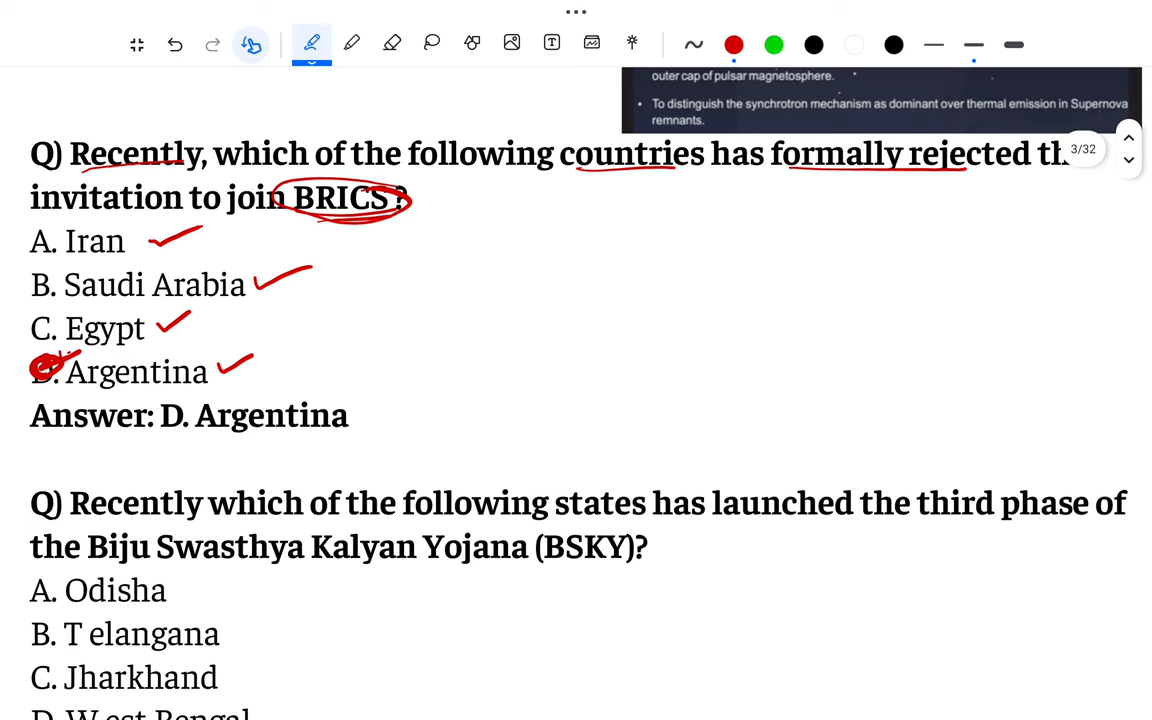 outer cap of pulsar magnetosphere.
• To distinguish the synchrotron mechanism as dominant over thermal emission in Supernova
remnants.
3/32
Q) Recently, which of the following countries has formally rejected
invitation to join BRICS?
A. Iran
B. Saudi Arabia
C. Egypt
D. Argentina
Answer: D. Argentina
Q) Recently which of the following states has launched the third phase of
the Biju Swasthya Kalyan Yojana (BSKY)?
A. Odisha
B. T elangana
C. Jharkhand
D. W est Bengal